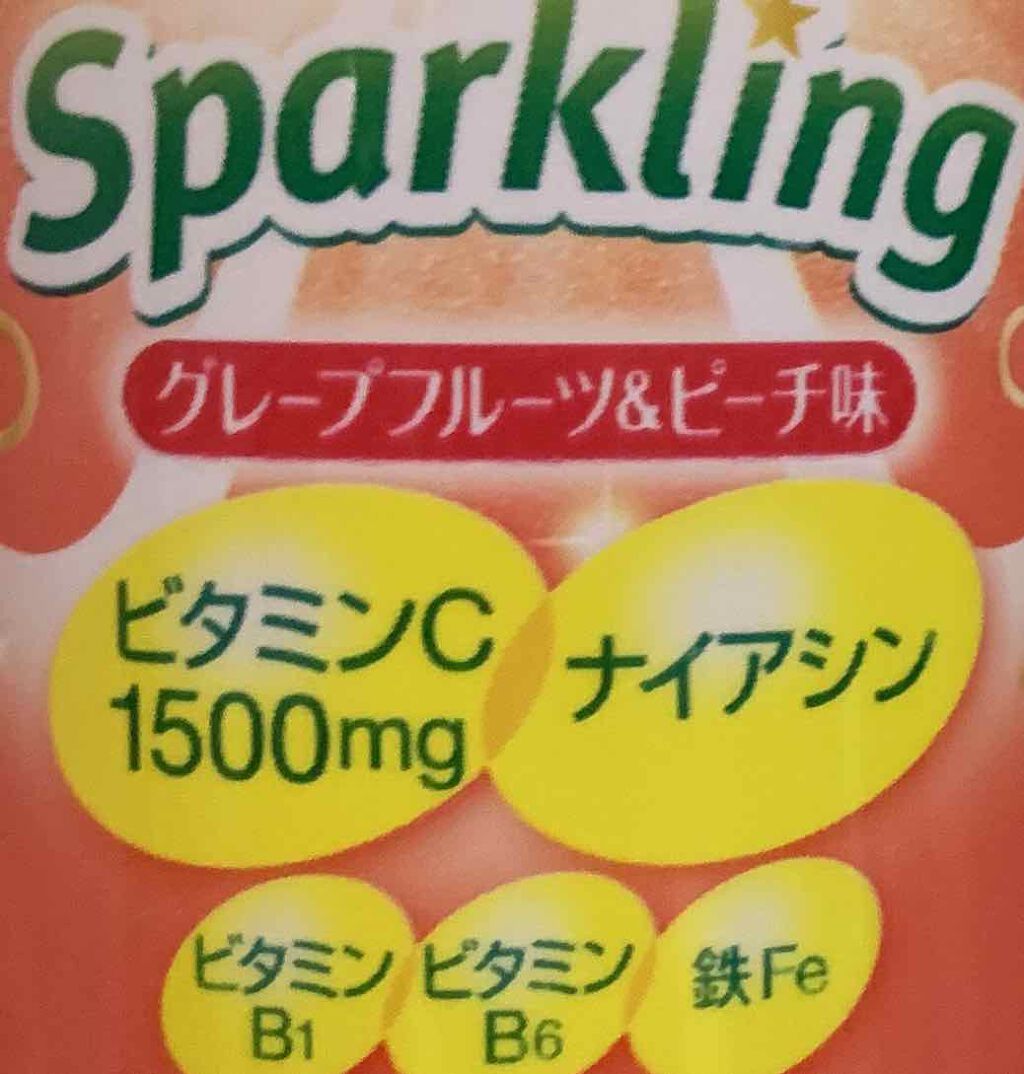 Sparkling
グレープフルーツ&ピーチ味
ビタミンC
1500mg
ナイアシン
ビタミン
B1
ビタミン
B6
鉄Fe